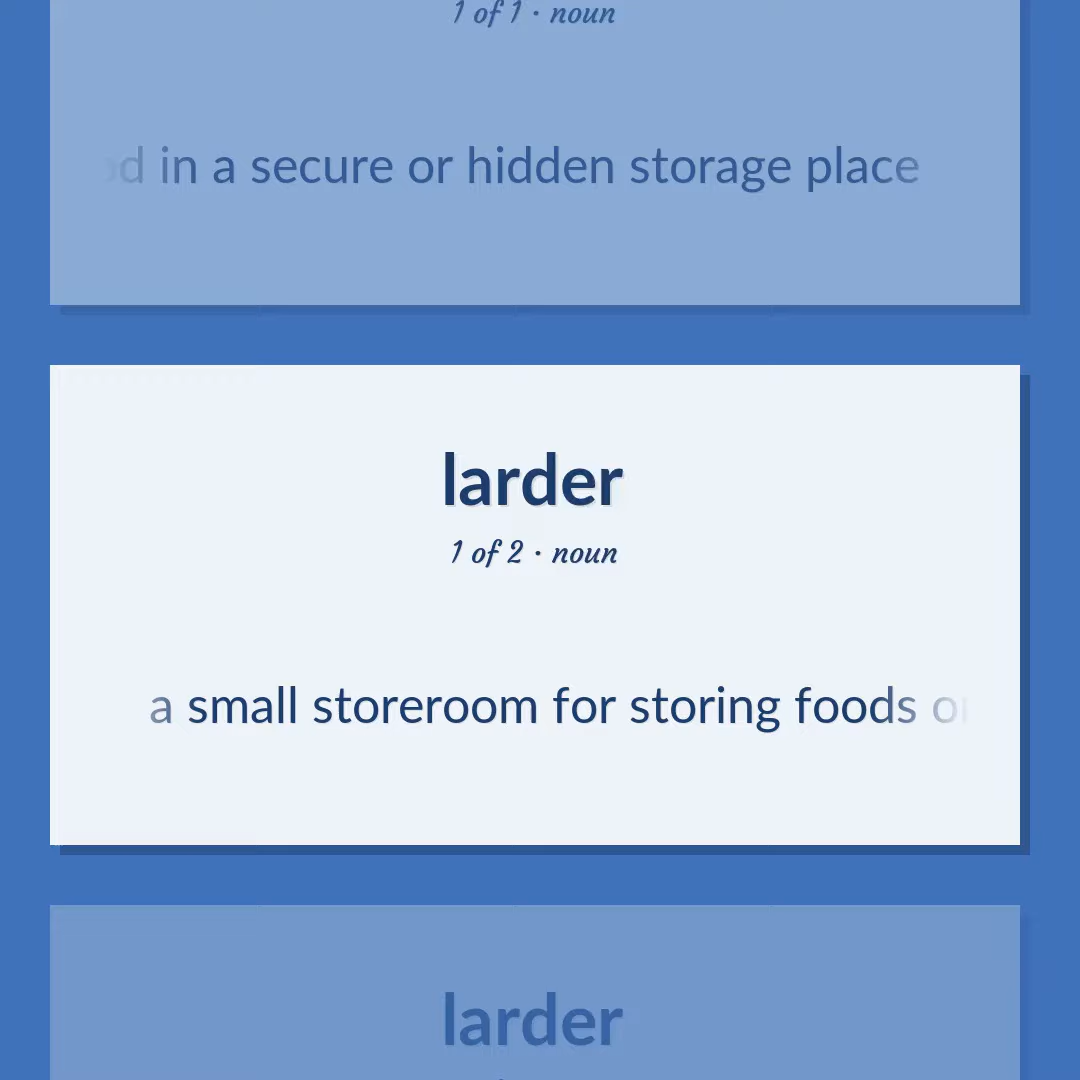 1 of 1 · noun
in a secure or hidden storage place
larder
1 of 2 · noun
a small storeroom for storing foods
larder